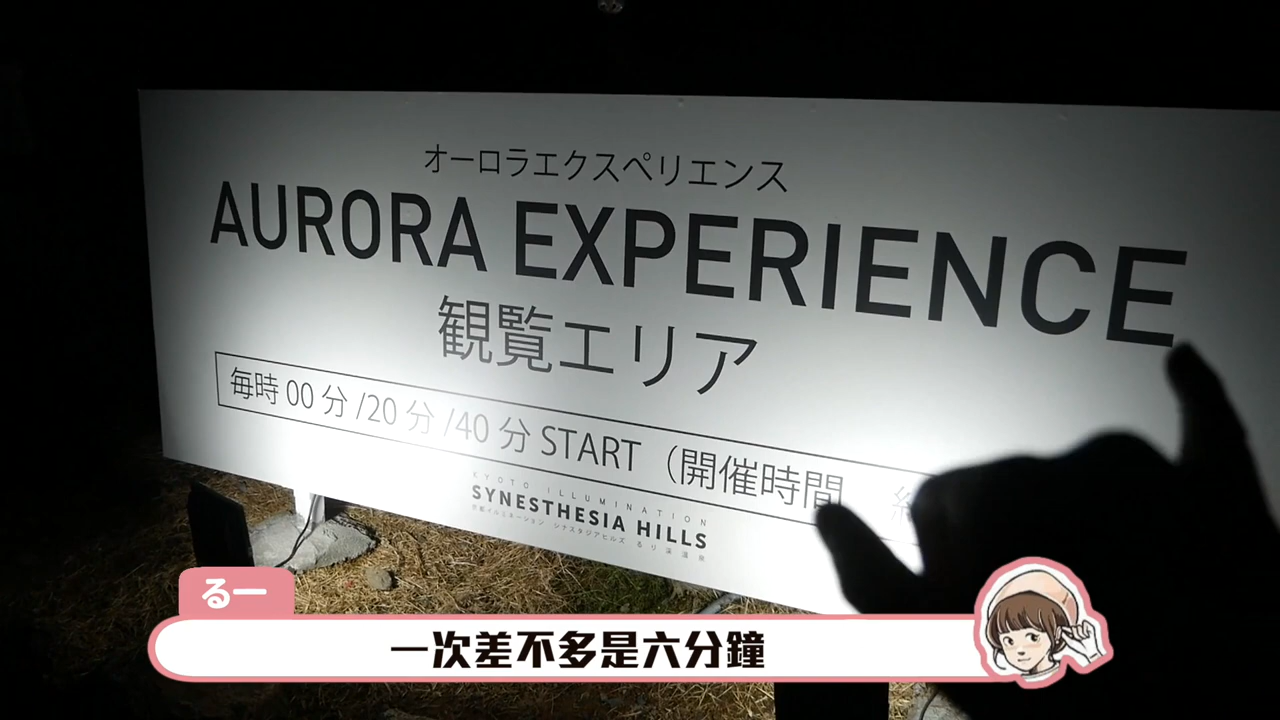 オーロラエクスペリエンス
AURORA EXPERIENCE
観覧エリア
毎時 00 分 /20 分 /40 分 START （開催時間
KYOTO ILLUMINATION
SYNESTHESIA HILLS
京都イルミネーション シナスタジアヒルズ るり溪温泉
るー
一次差不多是六分鐘